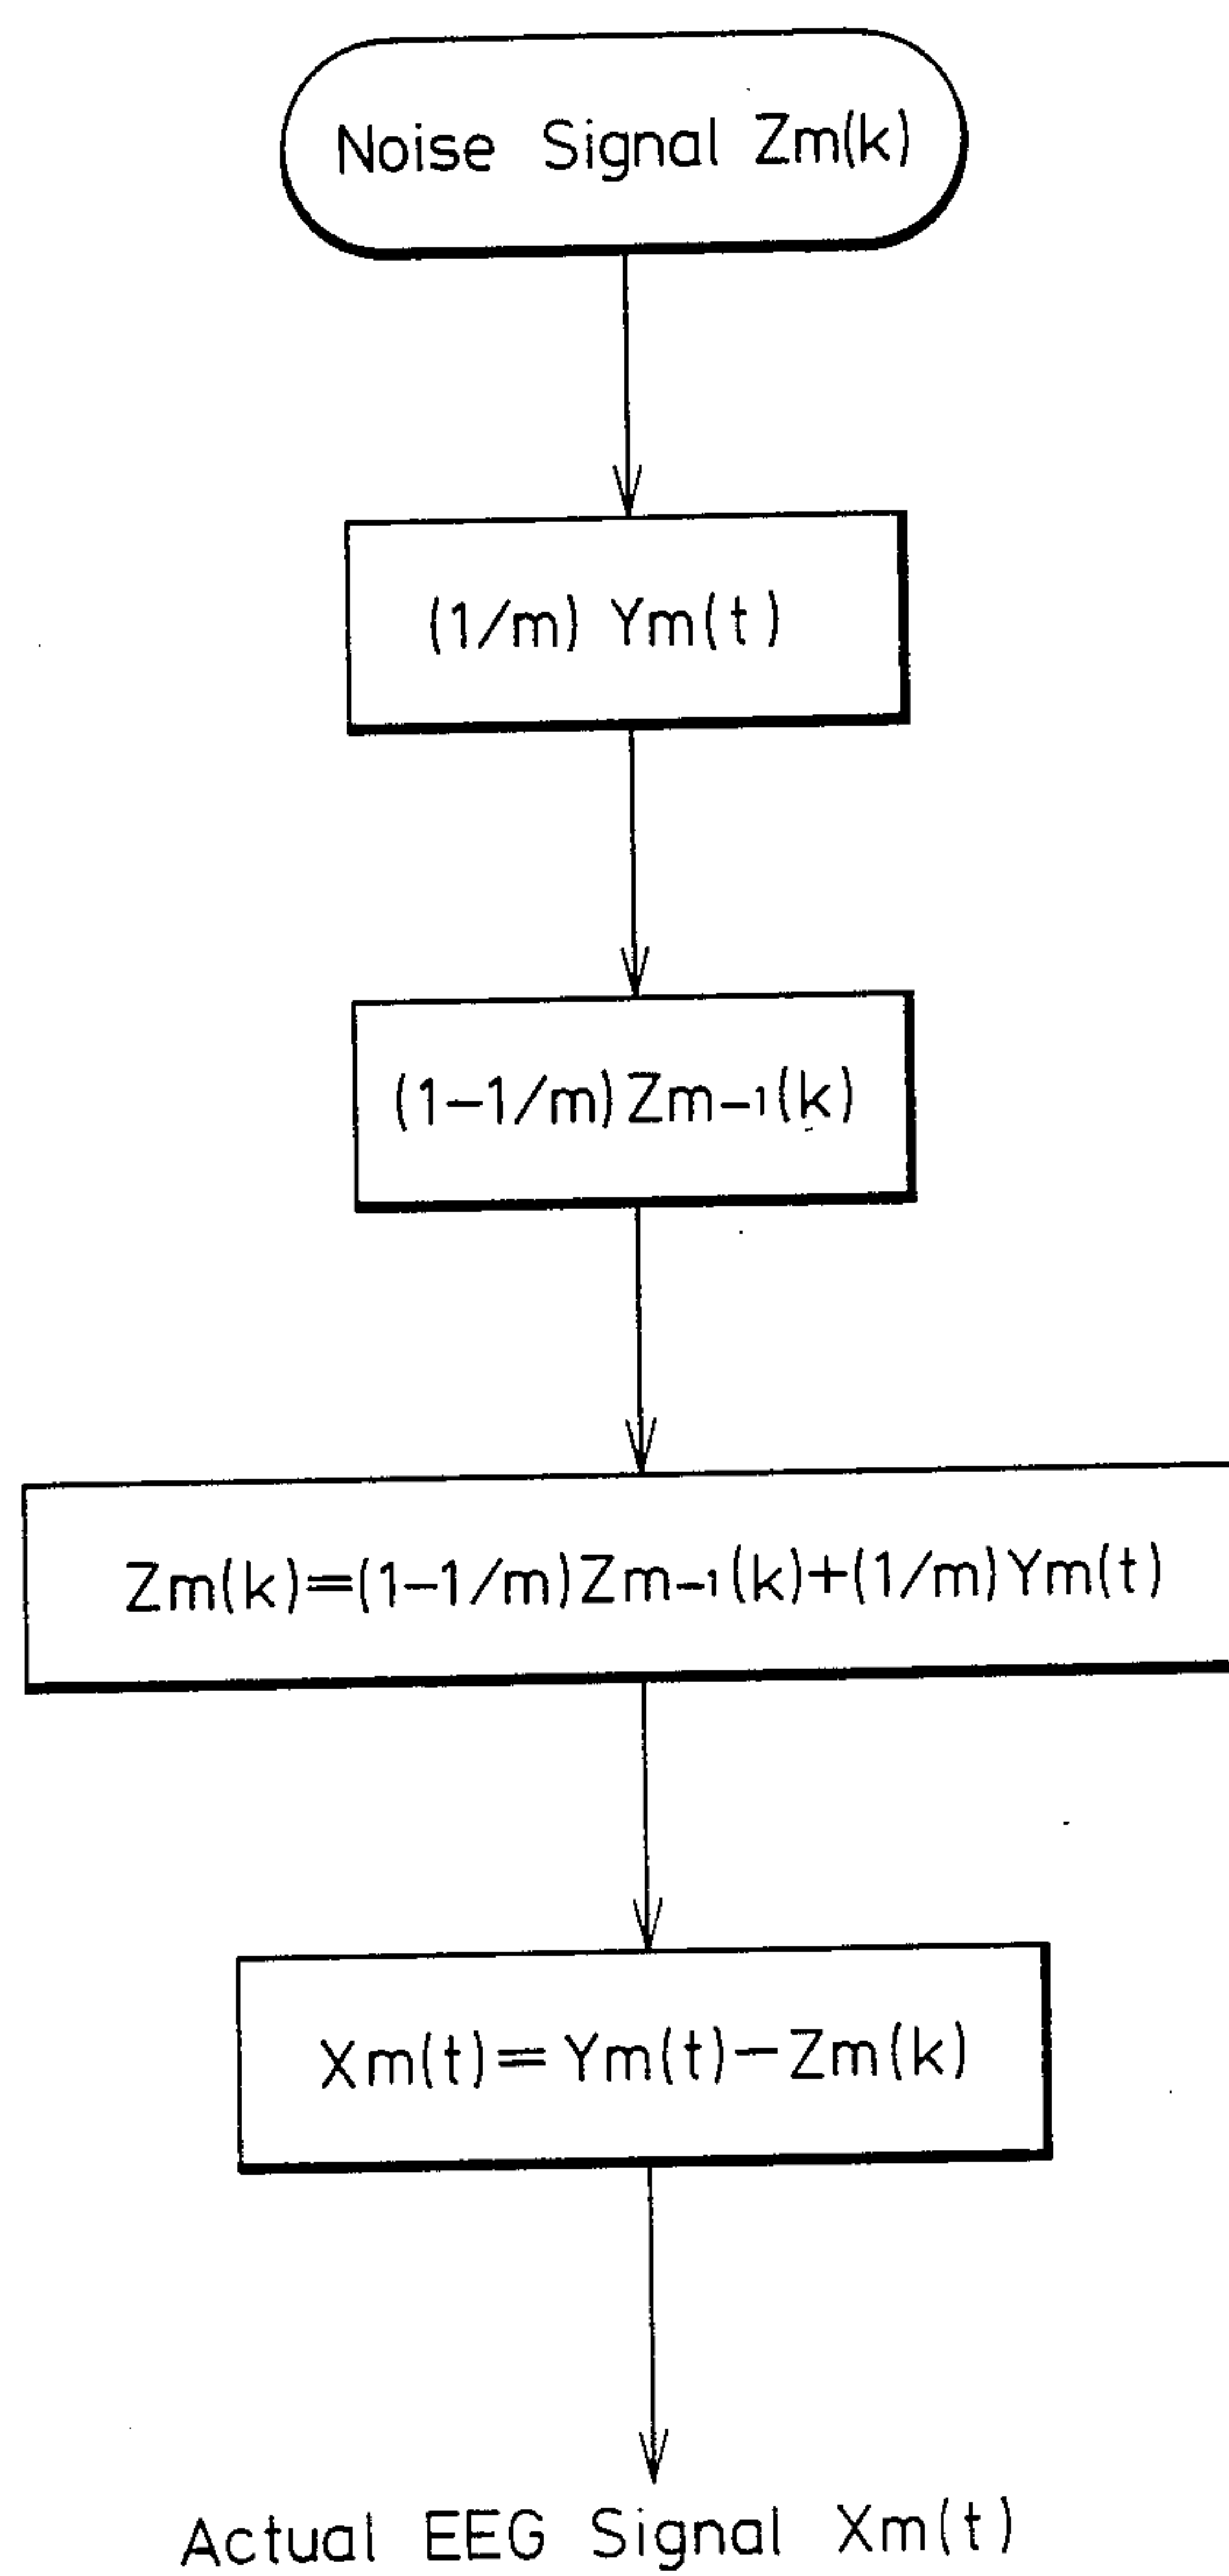 Noise Signal Zm(k)
(1/m) Ym(t)
(1-1/m)Zm-1(k)
Zm(k)=(1-1/m)Zm-1(k)+(1/m)Ym(t)
Xm(t)=Ym(t)-Zm(k)
Actual EEG Signal Xm(t)